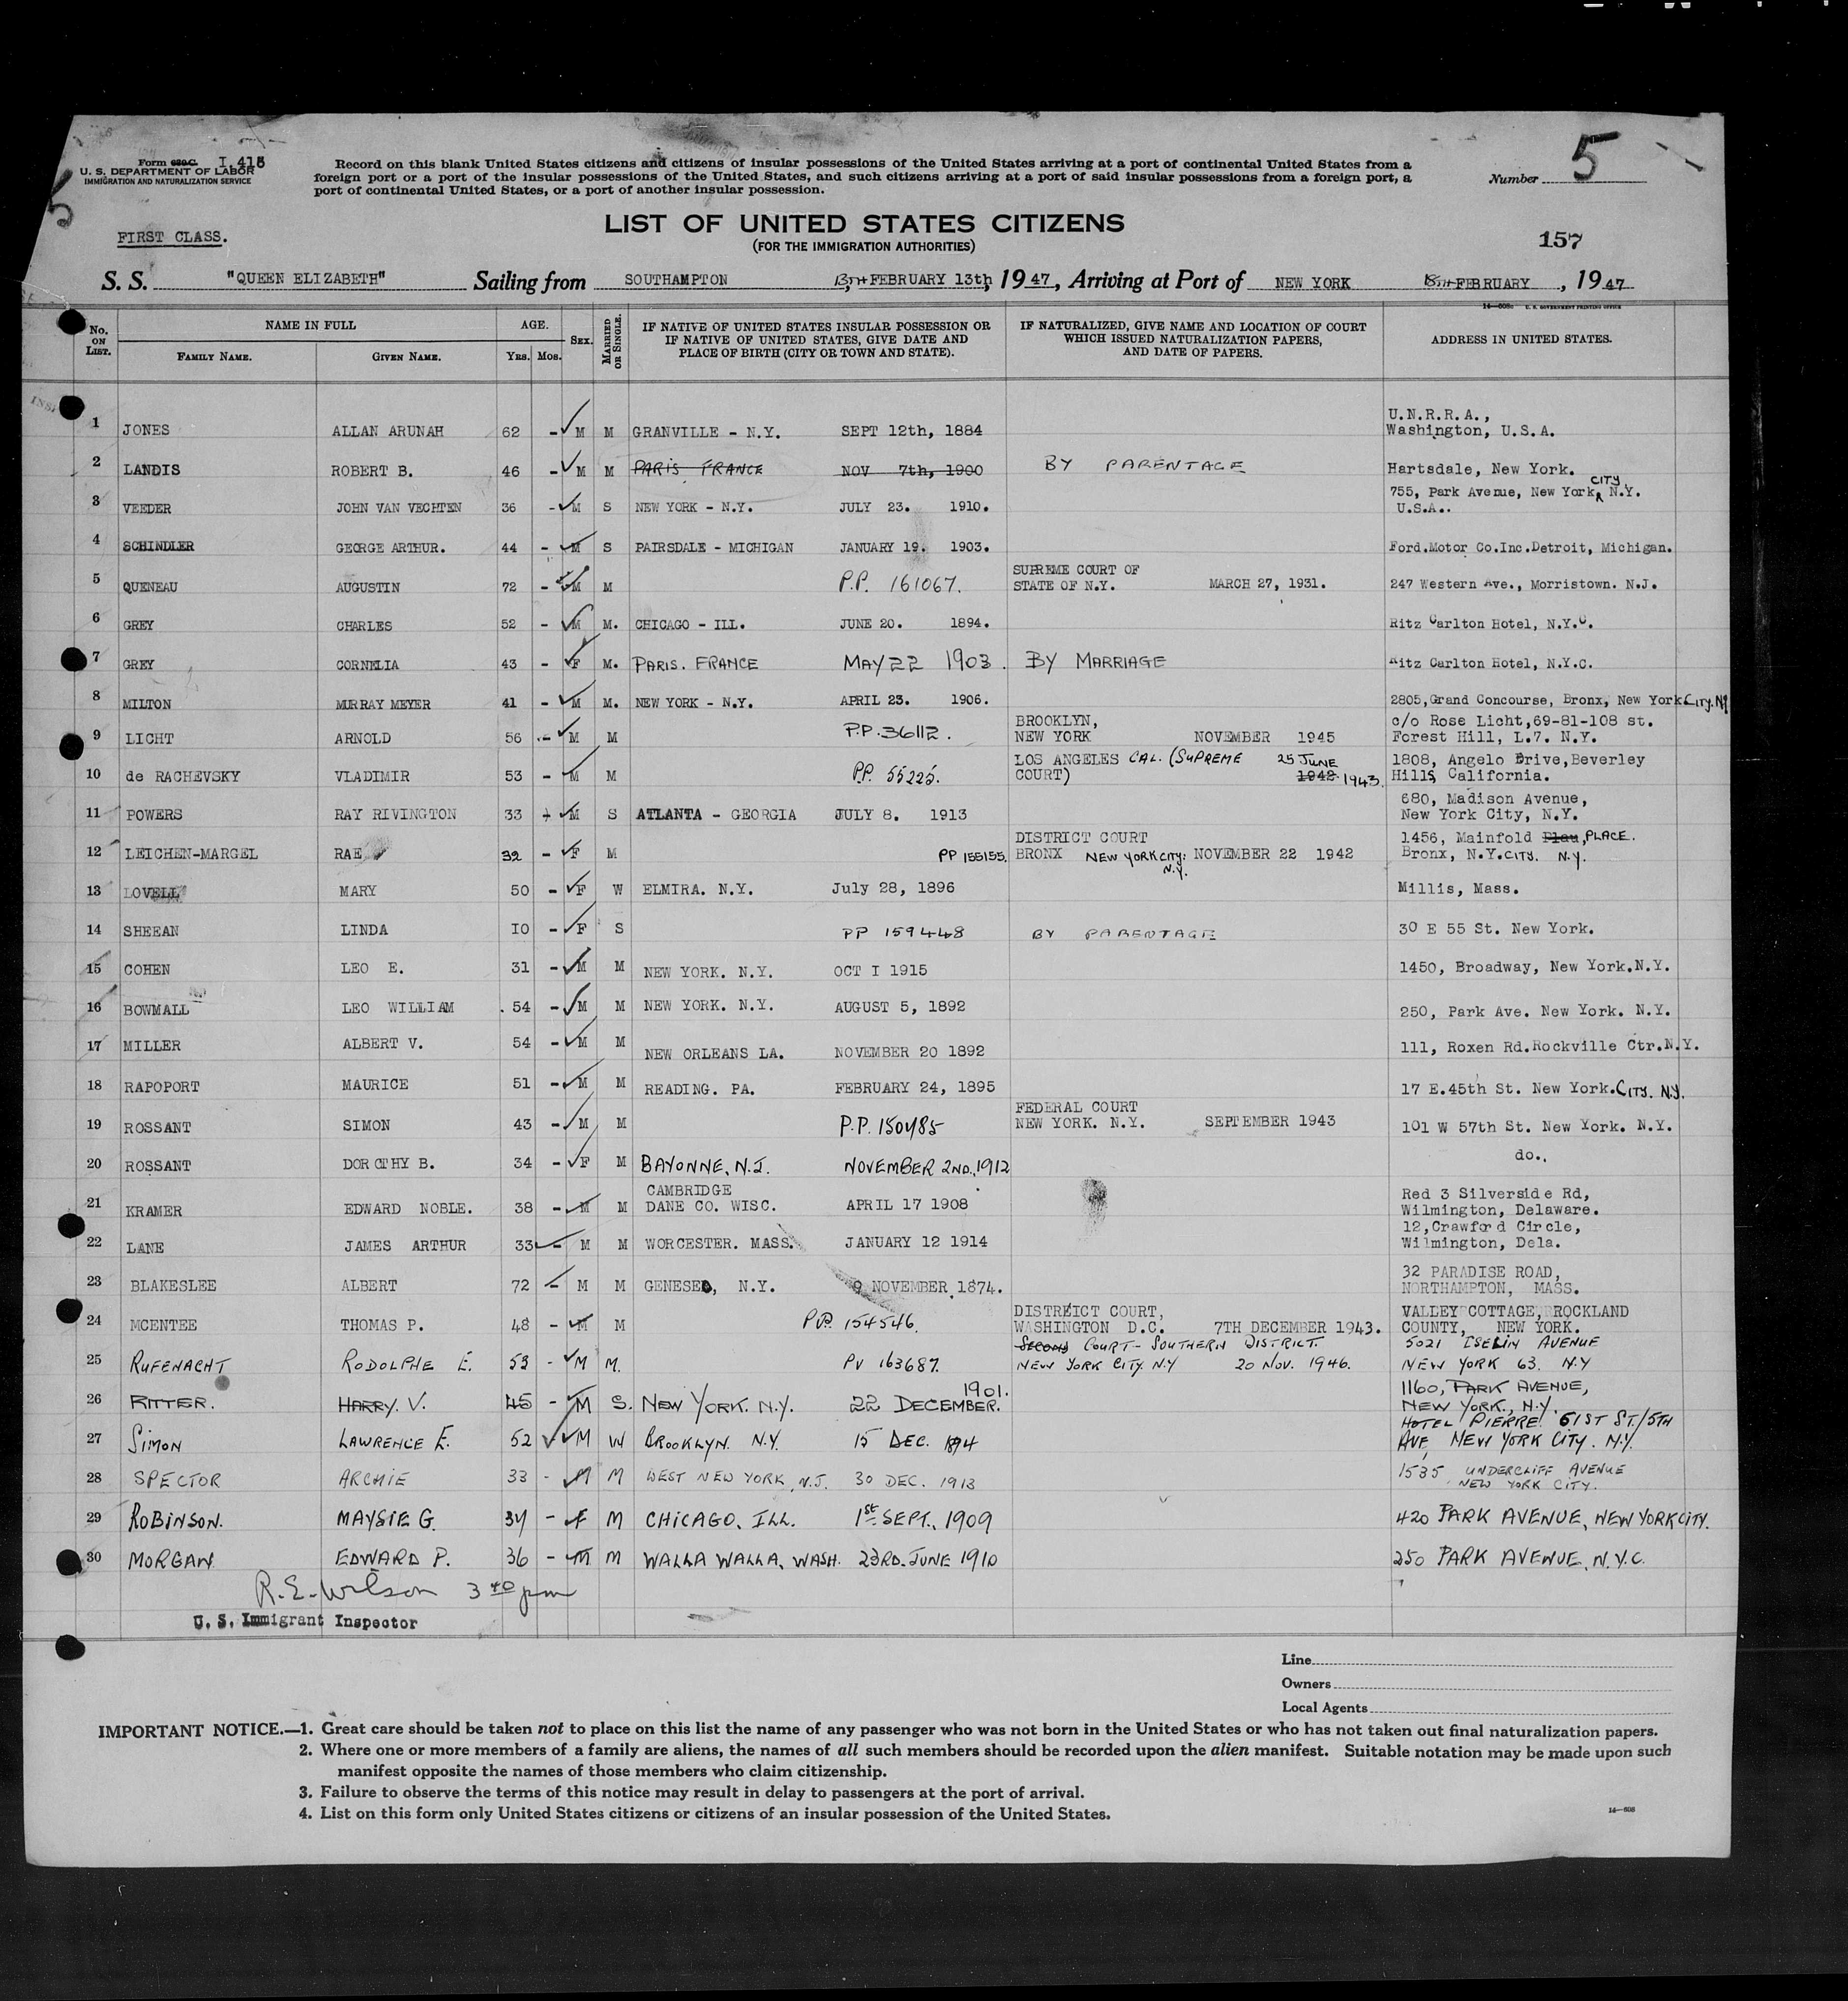 Form 630C I. 415
U. S. DEPARTMENT OF LABOR
IMMIGRATION AND NATURALIZATION SERVICE
Record on this blank United States citizens and citizens of insular possessions of the United States arriving at a port of continental United States from a
foreign port or a port of the insular possessions of the United States, and such citizens arriving at a port of said insular possessions from a foreign port, a
port of continental United States, or a port of another insular possession.
Number 5
5
LIST OF UNITED STATES CITIZENS
(FOR THE IMMIGRATION AUTHORITIES)
FIRST CLASS.
157
S. S. "QUEEN ELIZABETH" Sailing from SOUTHAMPTON 13TH FEBRUARY 13th, 1947, Arriving at Port of NEW YORK 18TH FEBRUARY, 1947
14—608 U. S. GOVERNMENT PRINTING OFFICE
No. ON LIST. NAME IN FULL FAMILY NAME. GIVEN NAME. AGE. YRS. MOS. SEX. MARRIED OR SINGLE. IF NATIVE OF UNITED STATES INSULAR POSSESSION OR IF NATIVE OF UNITED STATES, GIVE DATE AND PLACE OF BIRTH (CITY OR TOWN AND STATE). IF NATURALIZED, GIVE NAME AND LOCATION OF COURT WHICH ISSUED NATURALIZATION PAPERS, AND DATE OF PAPERS. ADDRESS IN UNITED STATES.
1 JONES ALLAN ARUNAH 62 - M M GRANVILLE - N.Y. SEPT 12th, 1884 U.N.R.R.A., Washington, U.S.A.
2 LANDIS ROBERT B. 46 - M M PARIS FRANCE NOV 7th, 1900 BY PARENTAGE Hartsdale, New York.
3 VEEDER JOHN VAN VECHTEN 36 - M S NEW YORK - N.Y. JULY 23. 1910. 755, Park Avenue, New York CITY, N.Y. U.S.A..
4 SCHINDLER GEORGE ARTHUR. 44 - M S PAIRSDALE - MICHIGAN JANUARY 19. 1903. Ford.Motor Co.Inc.Detroit, Michigan.
5 QUENEAU AUGUSTIN 72 - M M P.P. 161067. SUPREME COURT OF STATE OF N.Y. MARCH 27, 1931. 247 Western Ave., Morristown. N.J.
6 GREY CHARLES 52 - M M. CHICAGO - ILL. JUNE 20. 1894. Ritz Carlton Hotel, N.Y.C.
7 GREY CORNELIA 43 - F M. PARIS. FRANCE MAY 22 1903. BY MARRIAGE Ritz Carlton Hotel, N.Y.C.
8 MILTON MURRAY MEYER 41 - M M. NEW YORK - N.Y. APRIL 23. 1906. 2805,Grand Concourse, Bronx, New York CITY. N.Y
9 LICHT ARNOLD 56 - M M P.P. 36112. BROOKLYN, NEW YORK NOVEMBER 1945 c/o Rose Licht,69-81-108 st. Forest Hill, L.7. N.Y.
10 de RACHEVSKY VLADIMIR 53 - M M P.P. 55225. LOS ANGELES CAL. (SUPREME COURT) 25 JUNE 1942 1943. 1808, Angelo Drive,Beverley Hills California.
11 POWERS RAY RIVINGTON 33 - M S ATLANTA - GEORGIA JULY 8. 1913 680, Madison Avenue, New York City, N.Y.
12 LEICHEN-MARGEL RAE 32 - F M PP 155155. DISTRICT COURT BRONX NEW YORK CITY: N.Y. NOVEMBER 22 1942 1456, Mainfold Plau, PLACE. Bronx, N.Y. CITY. N.Y.
13 LOVELL MARY 50 - F W ELMIRA. N.Y. July 28, 1896 Millis, Mass.
14 SHEEAN LINDA I0 - F S PP 159448 BY PARENTAGE 30 E 55 St. New York.
15 COHEN LEO E. 31 - M M NEW YORK. N.Y. OCT I 1915 1450, Broadway, New York.N.Y.
16 BOWMALL LEO WILLIAM 54 - M M NEW YORK. N.Y. AUGUST 5, 1892 250, Park Ave. New York. N.Y.
17 MILLER ALBERT V. 54 - M M NEW ORLEANS LA. NOVEMBER 20 1892 111, Roxen Rd.Rockville Ctr.N.Y.
18 RAPOPORT MAURICE 51 - M M READING. PA. FEBRUARY 24, 1895 17 E.45th St. New York. CITY. N.Y.
19 ROSSANT SIMON 43 - M M P.P. 150485 FEDERAL COURT NEW YORK. N.Y. SEPTEMBER 1943 101 W 57th St. New York. N.Y.
20 ROSSANT DOROTHY B. 34 - F M BAYONNE, N.J. NOVEMBER 2ND., 1912 do..
21 KRAMER EDWARD NOBLE. 38 - M M CAMBRIDGE DANE CO. WISC. APRIL 17 1908 Red 3 Silverside Rd, Wilmington, Delaware.
22 LANE JAMES ARTHUR 33 - M M WORCESTER. MASS. JANUARY 12 1914 12,Crawford Circle, Wilmington, Dela.
23 BLAKESLEE ALBERT 72 - M M GENESEO, N.Y. 9 NOVEMBER 1874. 32 PARADISE ROAD, NORTHAMPTON, MASS.
24 MCENTEE THOMAS P. 48 - M M P.P. 154546. DISTREICT COURT, WASHINGTON D.C. 7TH DECEMBER 1943. VALLEY COTTAGE, ROCKLAND COUNTY, NEW YORK.
25 RUFENACHT RODOLPHE E. 53 - M M. PV 163687. SECOND COURT - SOUTHERN DISTRICT. NEW YORK CITY. N.Y 20 NOV. 1946. 5021 ISELIN AVENUE NEW YORK 63. N.Y
26 RITTER. HARRY. V. 45 - M S. NEW YORK. N.Y. 22 DECEMBER. 1901. 1160, PARK AVENUE, NEW YORK., N.Y.
27 SIMON LAWRENCE E. 52 M W BROOKLYN. N.Y. 15 DEC. 1894 HOTEL PIERRE 61ST ST./5TH AVE, NEW YORK CITY. N.Y.
28 SPECTOR ARCHIE 33 - M M WEST NEW YORK, N.J. 30 DEC. 1913 1535 UNDERCLIFF AVENUE NEW YORK CITY.
29 ROBINSON. MAYSIE G. 37 - F M CHICAGO, ILL. 1ST SEPT., 1909 420 PARK AVENUE, NEW YORK CITY.
30 MORGAN EDWARD P. 36 - M M WALLA WALLA, WASH. 23RD. JUNE 1910 250 PARK AVENUE, N.Y.C.
R.E. Wilson 3 40 pm
U. S. Immigrant Inspector
Line
Owners
Local Agents
IMPORTANT NOTICE.—1. Great care should be taken not to place on this list the name of any passenger who was not born in the United States or who has not taken out final naturalization papers.
2. Where one or more members of a family are aliens, the names of all such members should be recorded upon the alien manifest. Suitable notation may be made upon such
manifest opposite the names of those members who claim citizenship.
3. Failure to observe the terms of this notice may result in delay to passengers at the port of arrival.
4. List on this form only United States citizens or citizens of an insular possession of the United States.
14—608